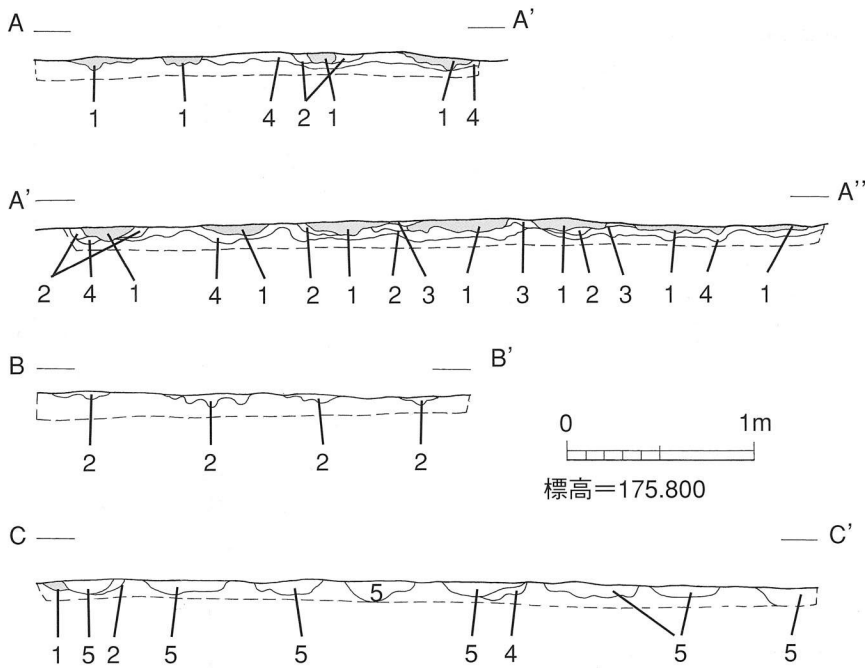 A A'
1 1 4 2 1 1 4
A' A''
2 4 1 4 1 2 1 2 3 1 3 1 2 3 1 4 1
B B'
2 2 2 2
0 1m
標高=175.800
C C'
5
1 5 2 5 5 5 4 5 5